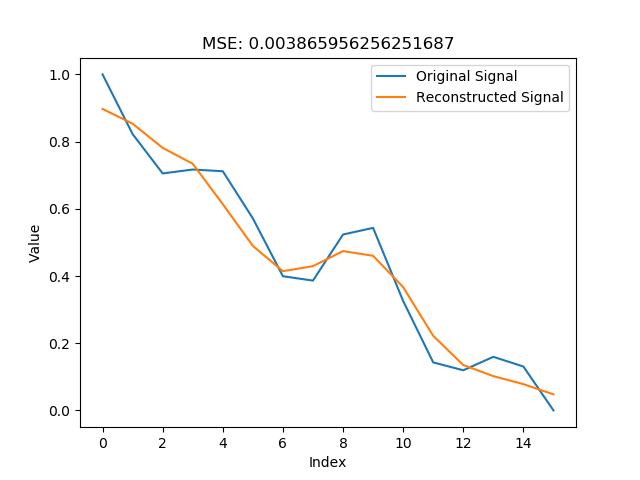 MSE: 0.003865956256251687
Original Signal
Reconstructed Signal
1.0
0.8
0.6
0.4
0.2
0.0
Value
0 2 4 6 8 10 12 14
Index